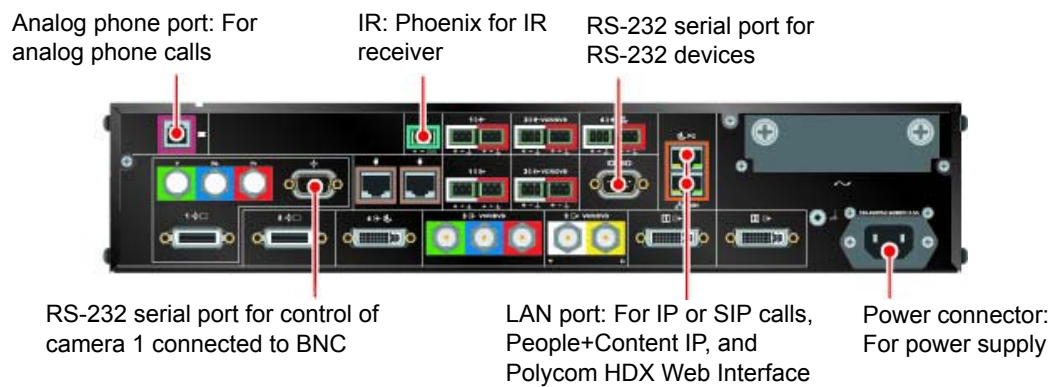 Analog phone port: For
analog phone calls
IR: Phoenix for IR
receiver
RS-232 serial port for
RS-232 devices
RS-232 serial port for control of
camera 1 connected to BNC
LAN port: For IP or SIP calls,
People+Content IP, and
Polycom HDX Web Interface
Power connector:
For power supply